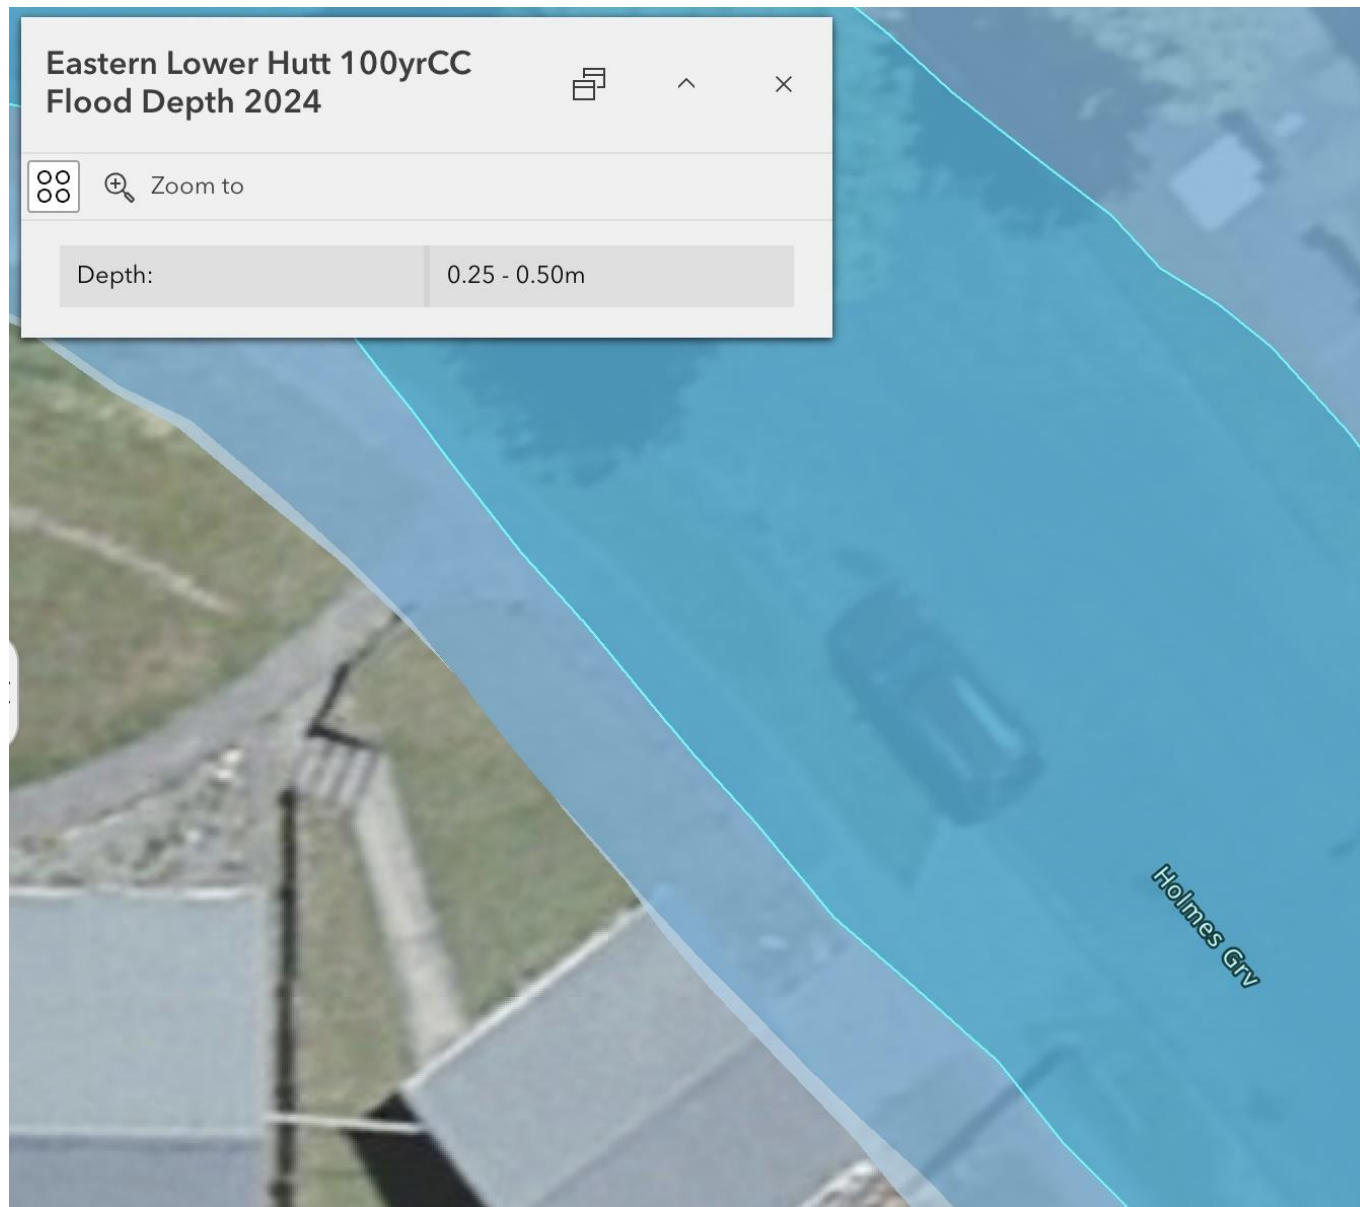 Eastern Lower Hutt 100yrCC
Flood Depth 2024
Zoom to
Depth: 0.25 - 0.50m
Holmes Grv